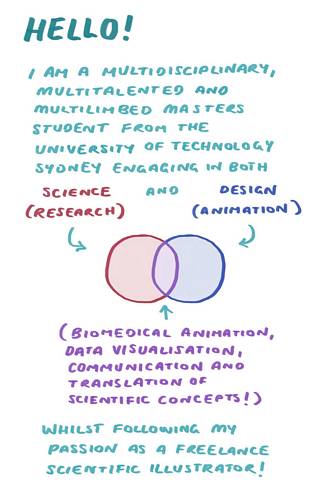 HELLO!
I AM A MULTIDISCIPLINARY,
MULTITALENTED AND
MULTILIMBED MASTERS
STUDENT FROM THE
UNIVERSITY OF TECHNOLOGY
SYDNEY ENGAGING IN BOTH
SCIENCE AND DESIGN
(RESEARCH) (ANIMATION)
(BIOMEDICAL ANIMATION,
DATA VISUALISATION,
COMMUNICATION AND
TRANSLATION OF
SCIENTIFIC CONCEPTS!)
WHILST FOLLOWING MY
PASSION AS A FREELANCE
SCIENTIFIC ILLUSTRATOR!